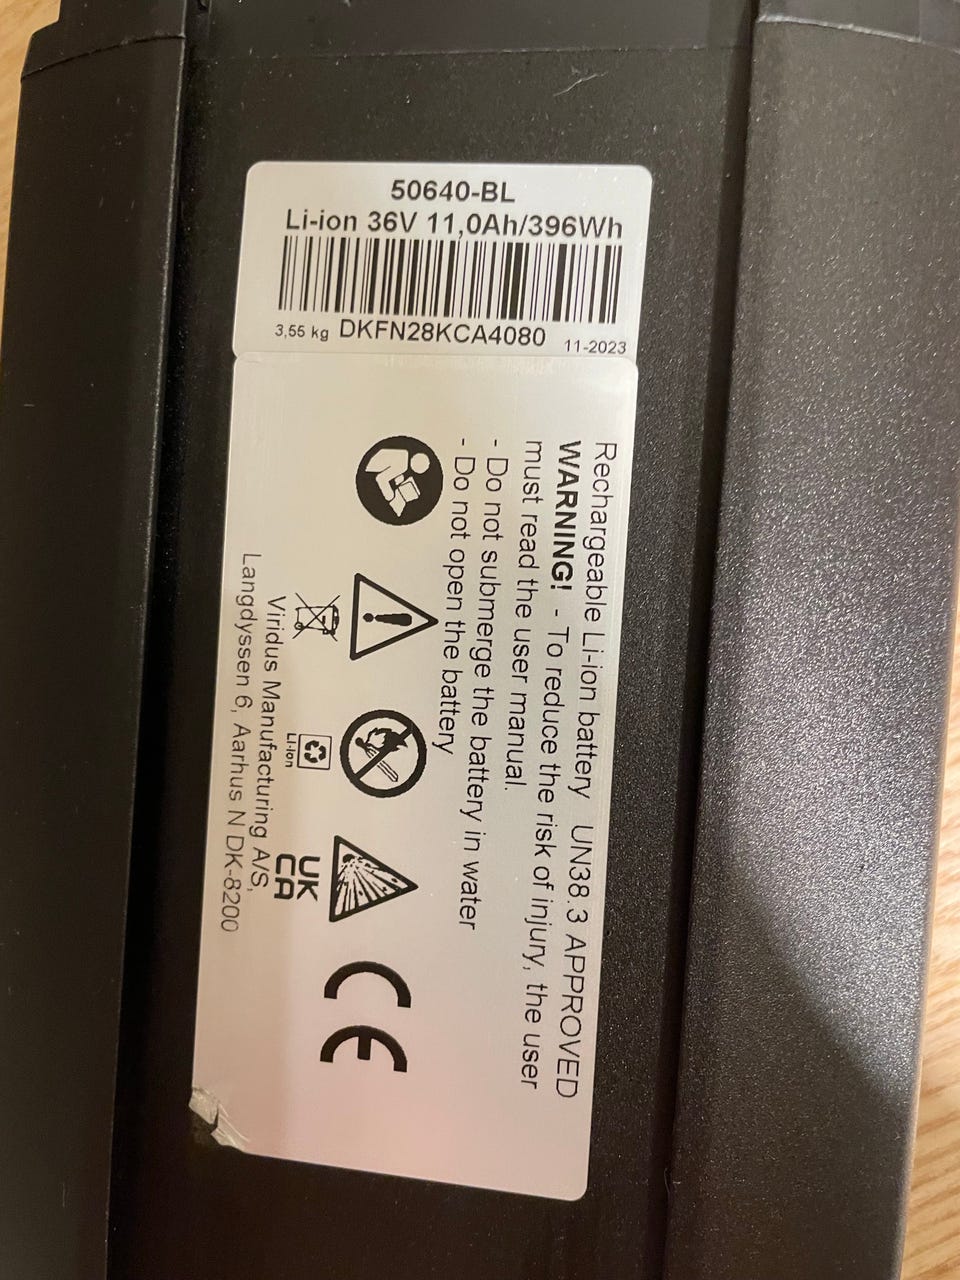 50640-BL
Li-ion 36V 11,0Ah/396Wh
3,55 kg DKFN28KCA4080 11-2023
Rechargeable Li-ion battery UN38.3 APPROVED
WARNING! - To reduce the risk of injury, the user
must read the user manual.
- Do not submerge the battery in water
- Do not open the battery
CE
Li-ion
UK
CA
Viridus Manufacturing A/S,
Langdyssen 6, Aarhus N DK-8200